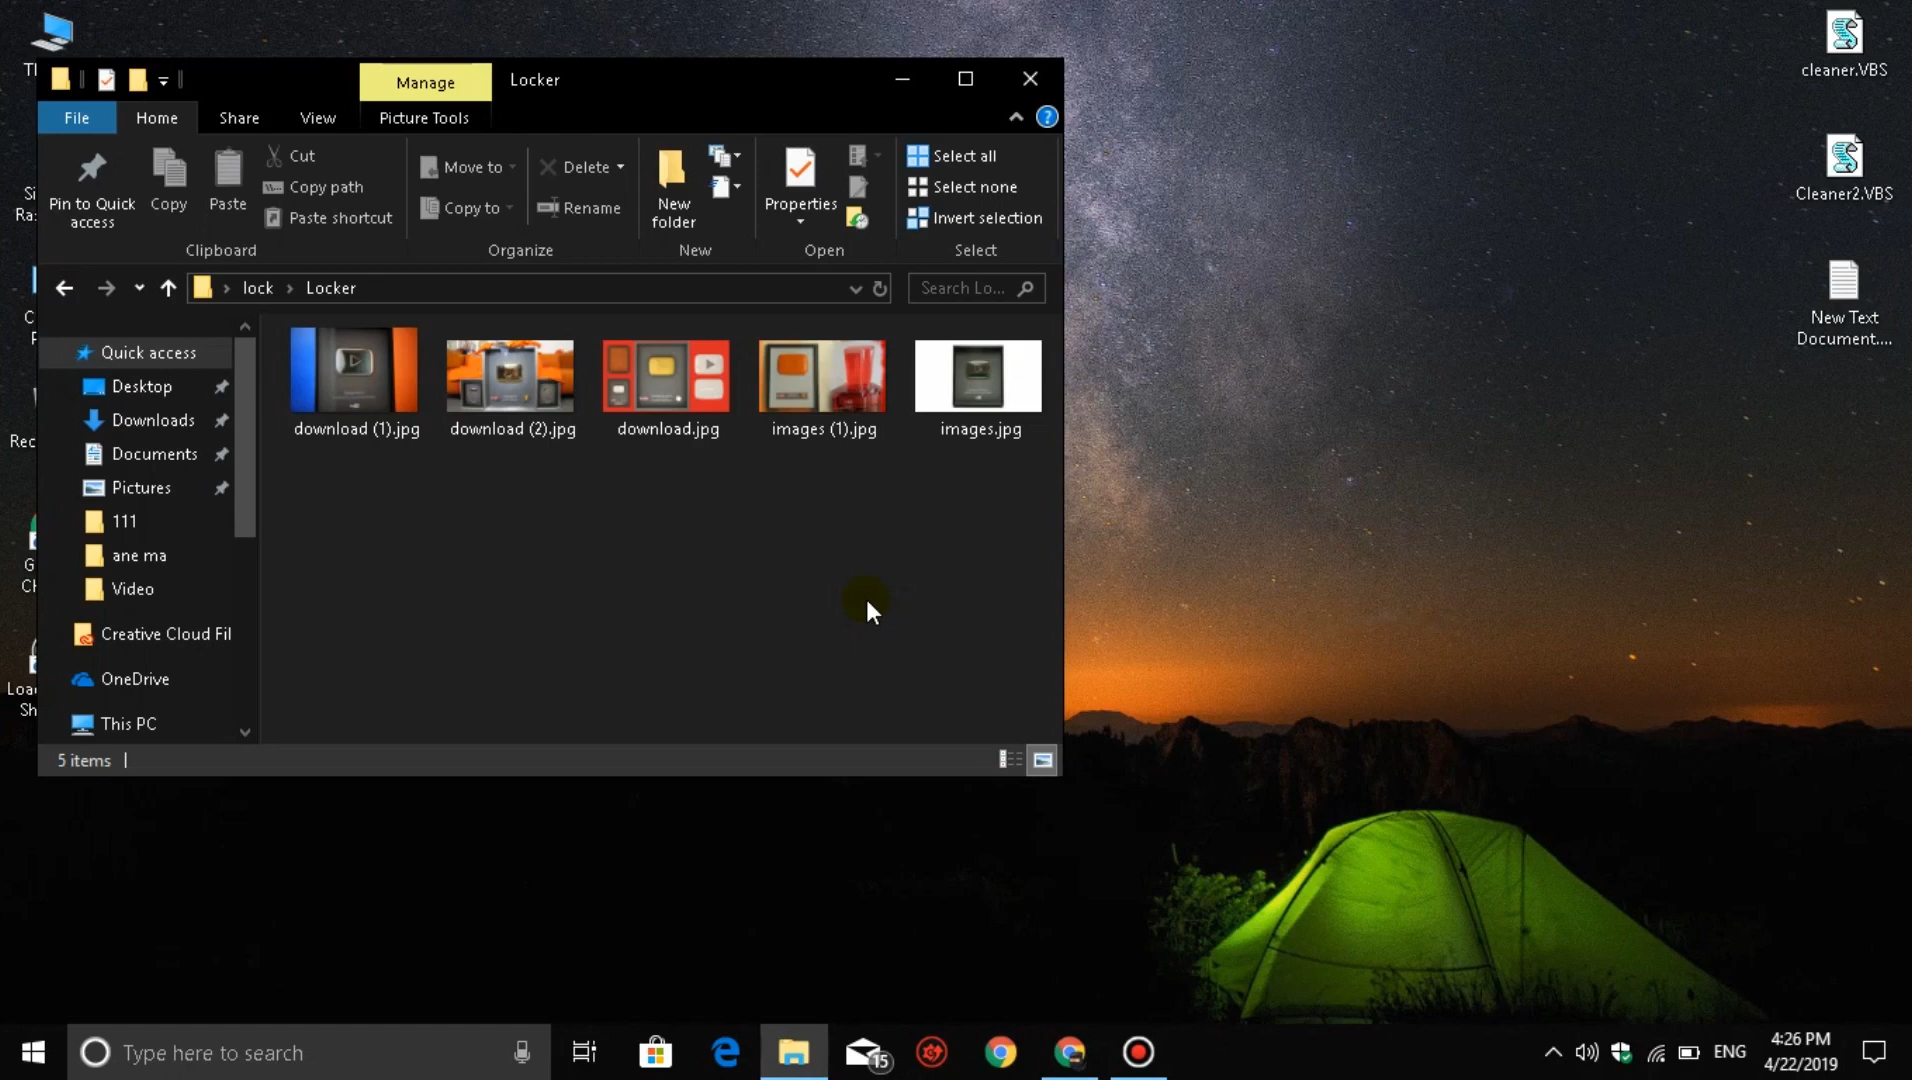 Manage
Locker
File
Home
Share
View
Picture Tools
Pin to Quick
access
Copy
Paste
Cut
Copy path
Paste shortcut
Clipboard
Move to
Copy to
Delete
Rename
Organize
New
folder
New
Properties
Open
Select all
Select none
Invert selection
Select
lock
Locker
Search Lo...
Quick access
Desktop
Downloads
Documents
Pictures
111
ane ma
Video
Creative Cloud Fil
OneDrive
This PC
download (1).jpg
download (2).jpg
download.jpg
images (1).jpg
images.jpg
5 items
cleaner.VBS
Cleaner2.VBS
New Text
Document....
Type here to search
15
ENG
4:26 PM
4/22/2019